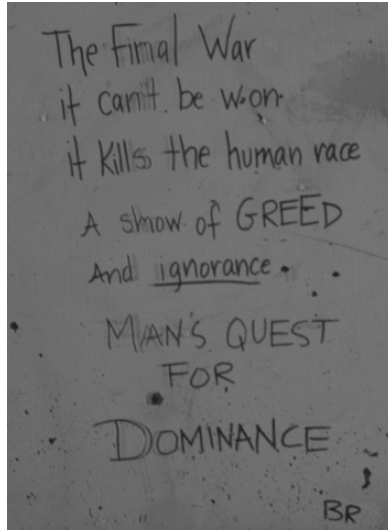 The Final War
it can't be won
it Kills the human race
A show of GREED
And ignorance.
MAN'S QUEST
FOR
DOMINANCE
BR